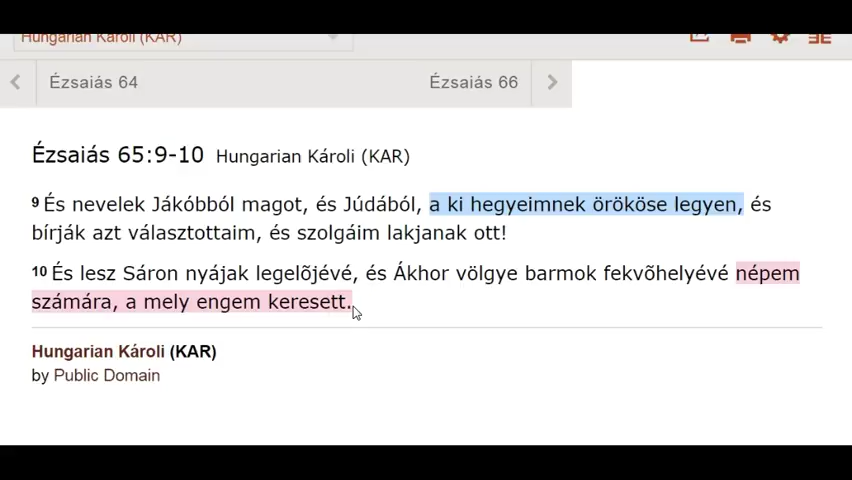 Hungarian Károli (KAR)
Ézsaiás 64
Ézsaiás 66
Ézsaiás 65:9-10 Hungarian Károli (KAR)
9 És nevelek Jákóbból magot, és Júdából, a ki hegyeimnek örököse legyen, és
bírják azt választottaim, és szolgáim lakjanak ott!
10 És lesz Sáron nyájak legelõjévé, és Ákhor völgye barmok fekvõhelyévé népem
számára, a mely engem keresett.
Hungarian Károli (KAR)
by Public Domain